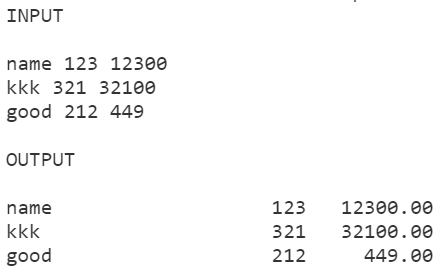 INPUT
name 123 12300
kkk 321 32100
good 212 449
OUTPUT
name                   123   12300.00
kkk                    321   32100.00
good                   212     449.00